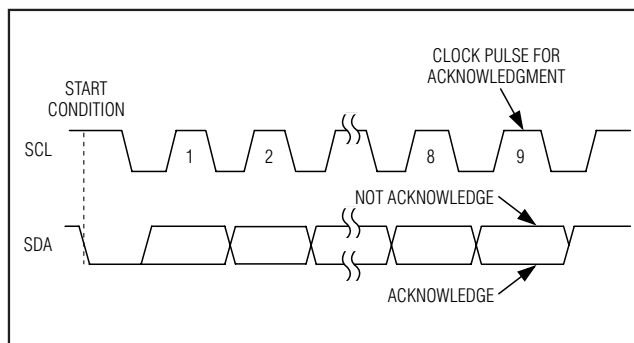 CLOCK PULSE FOR
ACKNOWLEDGMENT
START
CONDITION
SCL
1 2 8 9
NOT ACKNOWLEDGE
SDA
ACKNOWLEDGE